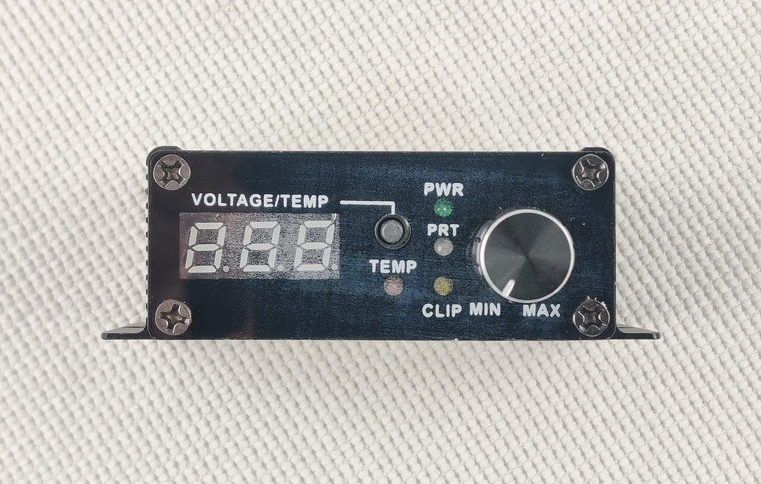 VOLTAGE/TEMP
PWR
PRT
TEMP
CLIP MIN MAX